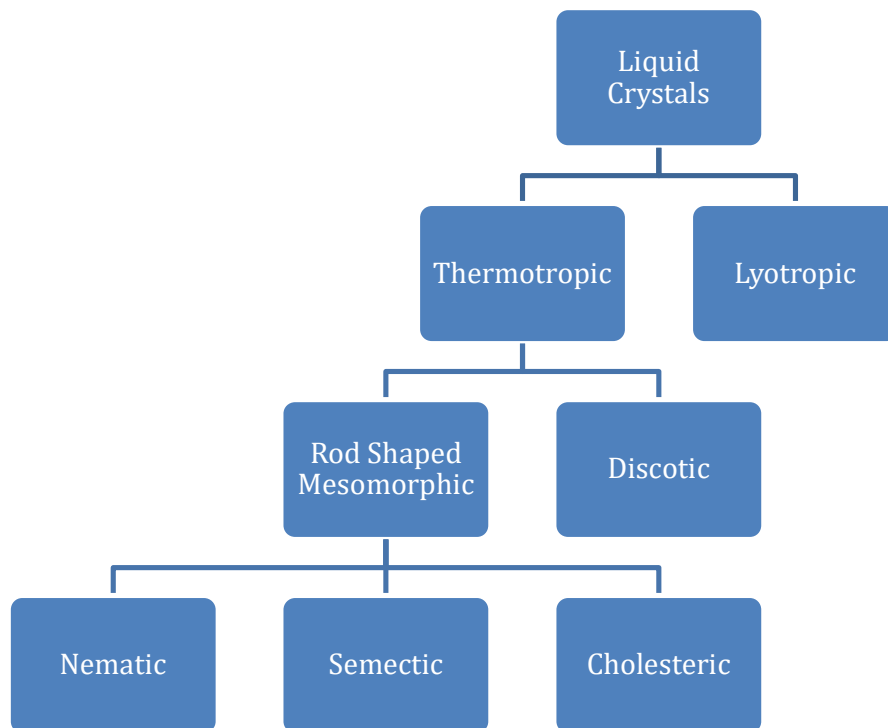 Liquid
Crystals
Thermotropic
Lyotropic
Rod Shaped
Mesomorphic
Discotic
Nematic
Semectic
Cholesteric